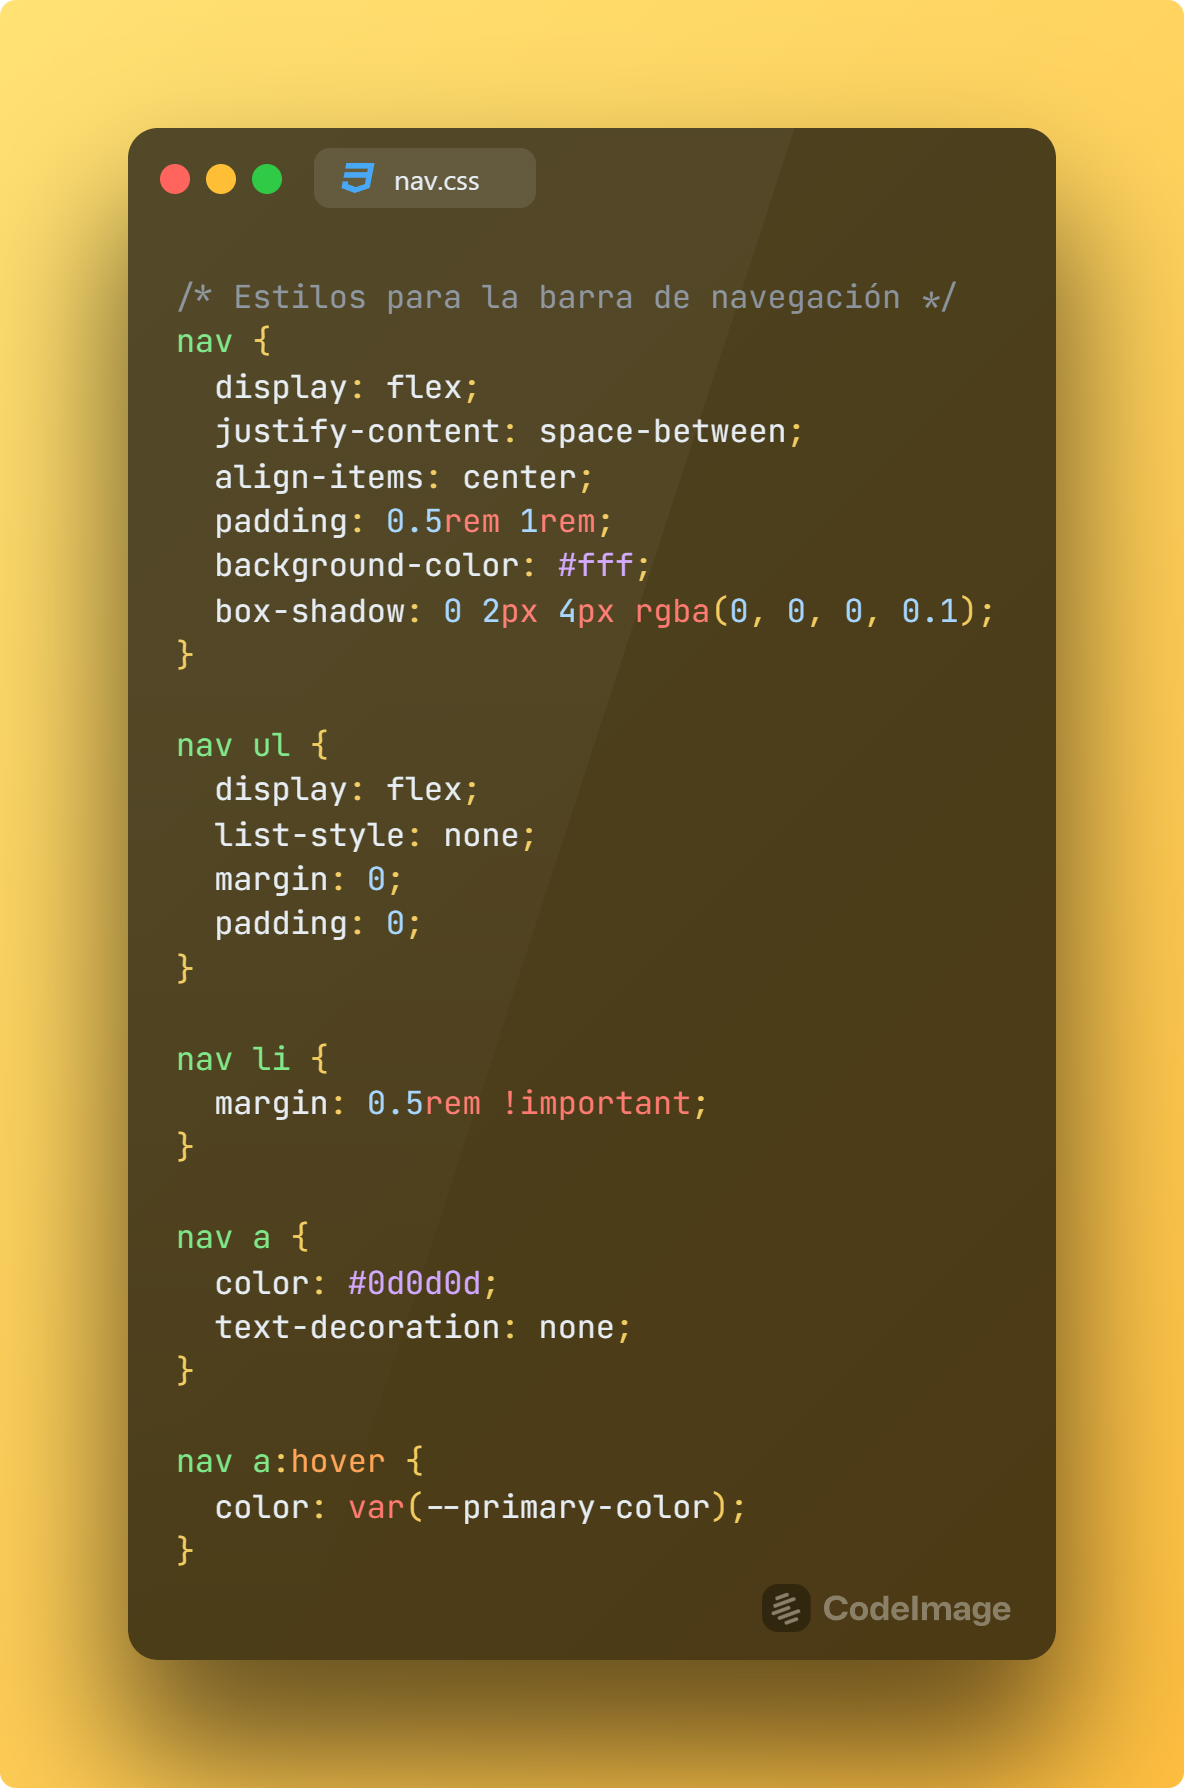 nav.css
/* Estilos para la barra de navegación */
nav {
  display: flex;
  justify-content: space-between;
  align-items: center;
  padding: 0.5rem 1rem;
  background-color: #fff;
  box-shadow: 0 2px 4px rgba(0, 0, 0, 0.1);
}

nav ul {
  display: flex;
  list-style: none;
  margin: 0;
  padding: 0;
}

nav li {
  margin: 0.5rem !important;
}

nav a {
  color: #0d0d0d;
  text-decoration: none;
}

nav a:hover {
  color: var(--primary-color);
}
CodeImage